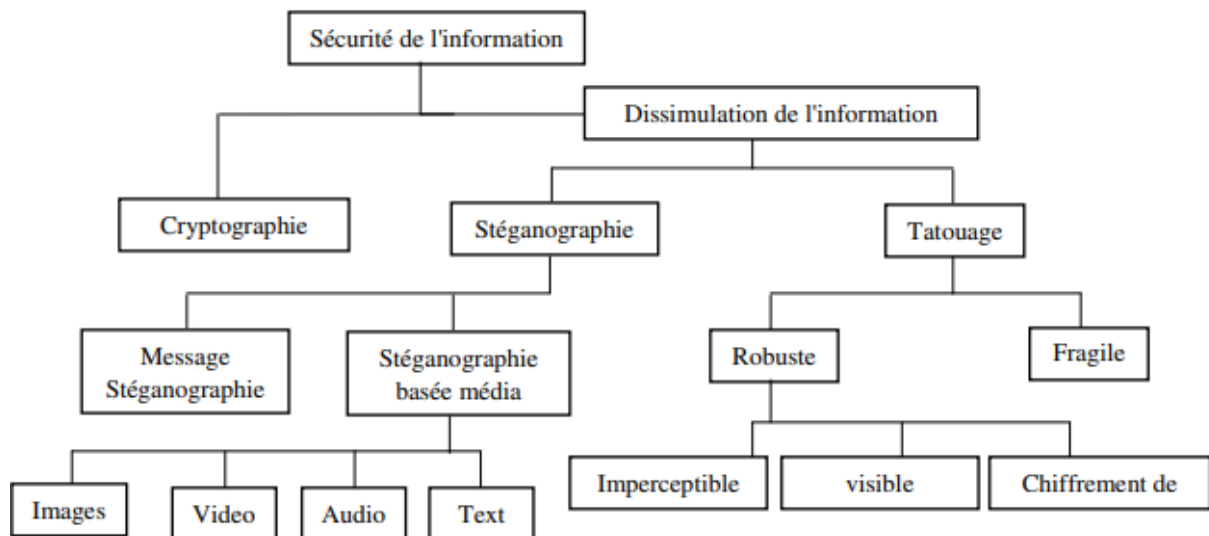 Sécurité de l'information
Dissimulation de l'information
Cryptographie
Stéganographie
Tatouage
Message
Stéganographie
Stéganographie
basée média
Robuste
Fragile
Images
Video
Audio
Text
Imperceptible
visible
Chiffrement de